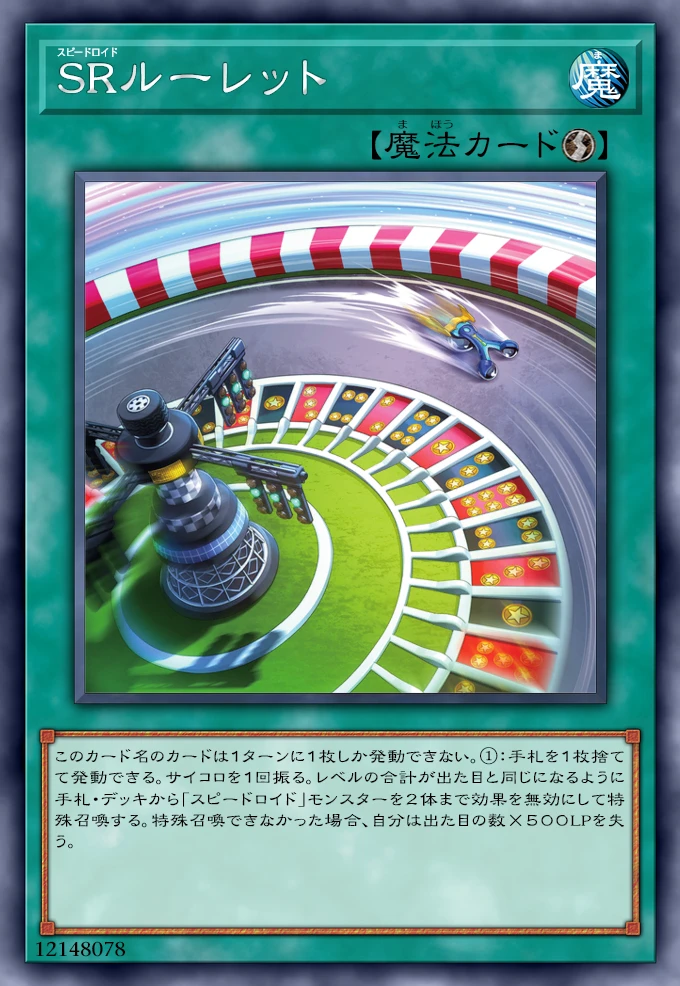 スピードロイド
SRルーレット
魔
ま
ま ほう
【魔法カード】
このカード名のカードは1ターンに1枚しか発動できない。①：手札を1枚捨て
て発動できる。サイコロを1回振る。レベルの合計が出た目と同じになるように
手札・デッキから「スピードロイド」モンスターを2体まで効果を無効にして特
殊召喚する。特殊召喚できなかった場合、自分は出た目の数×500LPを失
う。
12148078